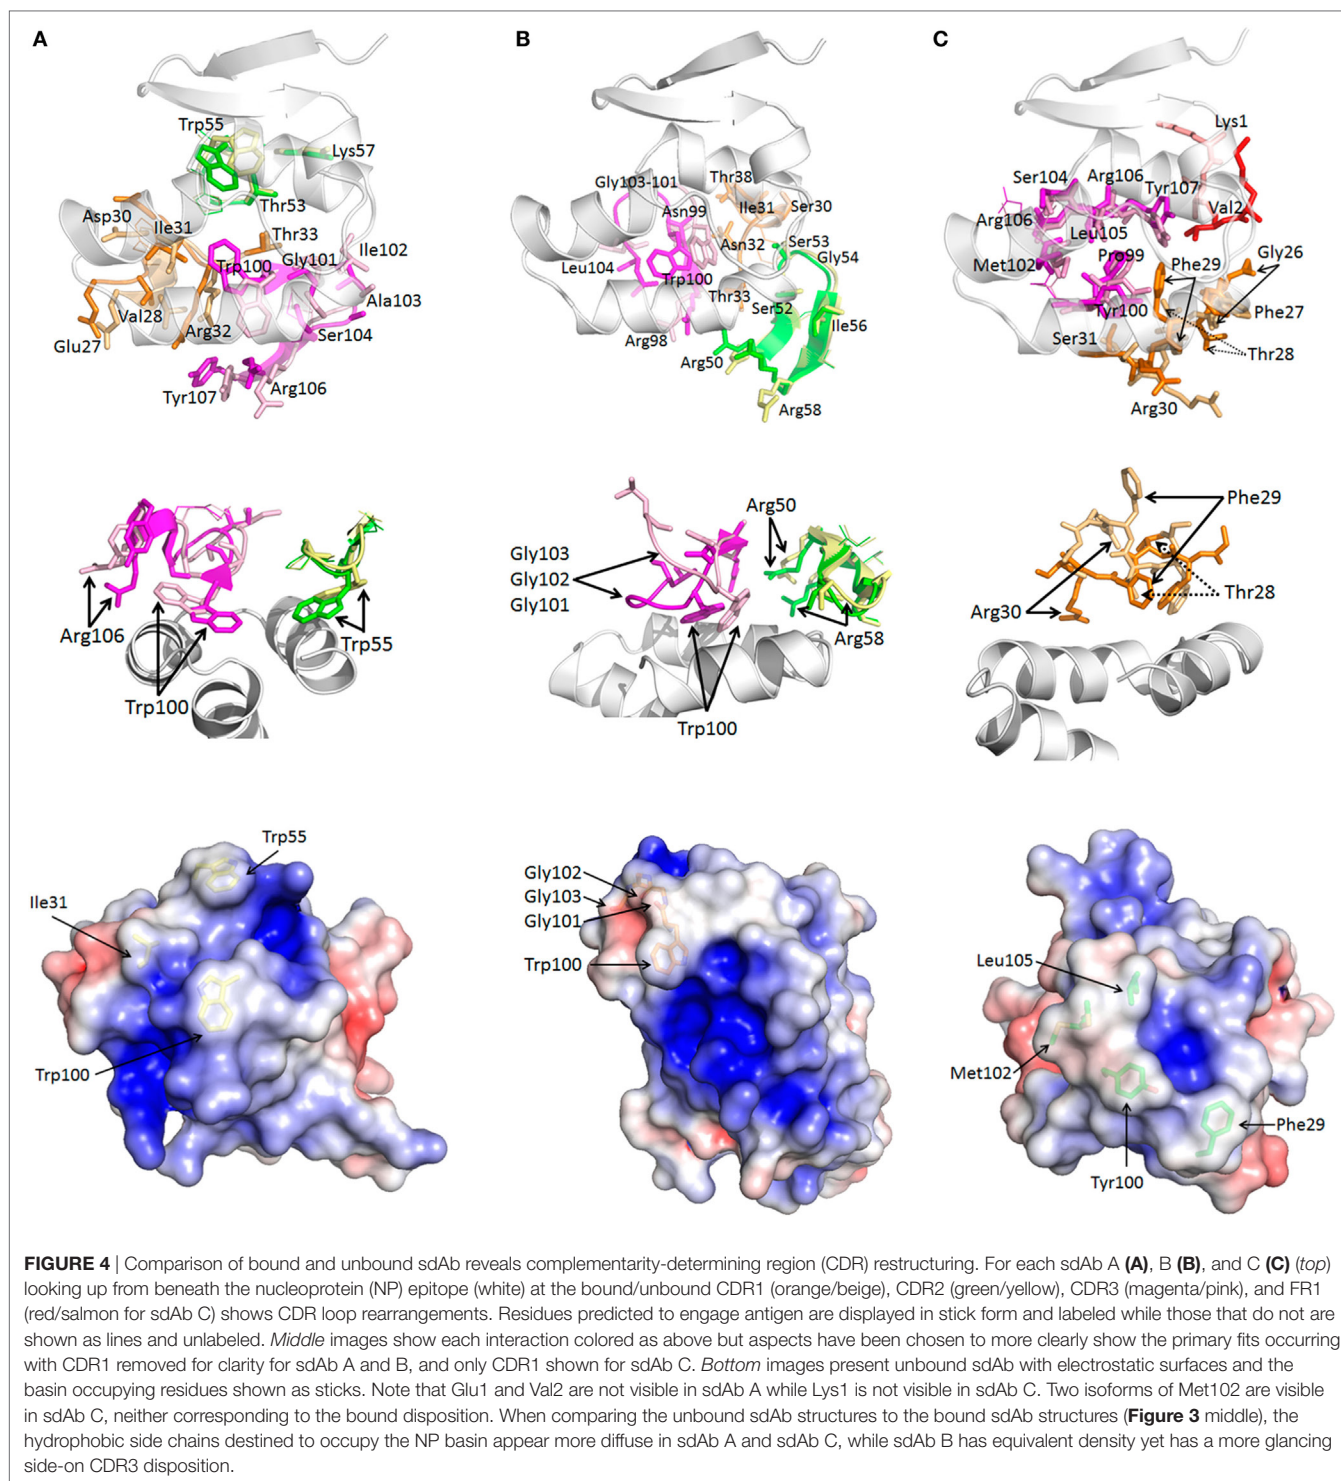 A
B
C
Trp55
Lys57
Thr53
Asp30
Ile31
Thr33
Trp100
Gly101
Ile102
Ala103
Val28
Arg32
Ser104
Glu27
Tyr107
Arg106
Gly103-101
Thr38
Asn99
Ile31
Ser30
Asn32
Ser53
Gly54
Leu104
Trp100
Thr33
Ser52
Ile56
Arg98
Arg50
Arg58
Lys1
Ser104
Arg106
Tyr107
Val2
Arg106
Leu105
Met102
Pro99
Phe29
Gly26
Tyr100
Phe27
Ser31
Thr28
Arg30
Arg106
Trp55
Trp100
Arg50
Gly103
Gly102
Gly101
Arg58
Trp100
Phe29
Thr28
Arg30
Trp55
Ile31
Trp100
Gly102
Gly103
Gly101
Trp100
Leu105
Met102
Phe29
Tyr100
FIGURE 4 | Comparison of bound and unbound sdAb reveals complementarity-determining region (CDR) restructuring. For each sdAb A (A), B (B), and C (C) (top)
looking up from beneath the nucleoprotein (NP) epitope (white) at the bound/unbound CDR1 (orange/beige), CDR2 (green/yellow), CDR3 (magenta/pink), and FR1
(red/salmon for sdAb C) shows CDR loop rearrangements. Residues predicted to engage antigen are displayed in stick form and labeled while those that do not are
shown as lines and unlabeled. Middle images show each interaction colored as above but aspects have been chosen to more clearly show the primary fits occurring
with CDR1 removed for clarity for sdAb A and B, and only CDR1 shown for sdAb C. Bottom images present unbound sdAb with electrostatic surfaces and the
basin occupying residues shown as sticks. Note that Glu1 and Val2 are not visible in sdAb A while Lys1 is not visible in sdAb C. Two isoforms of Met102 are visible
in sdAb C, neither corresponding to the bound disposition. When comparing the unbound sdAb structures to the bound sdAb structures (Figure 3 middle), the
hydrophobic side chains destined to occupy the NP basin appear more diffuse in sdAb A and sdAb C, while sdAb B has equivalent density yet has a more glancing
side-on CDR3 disposition.